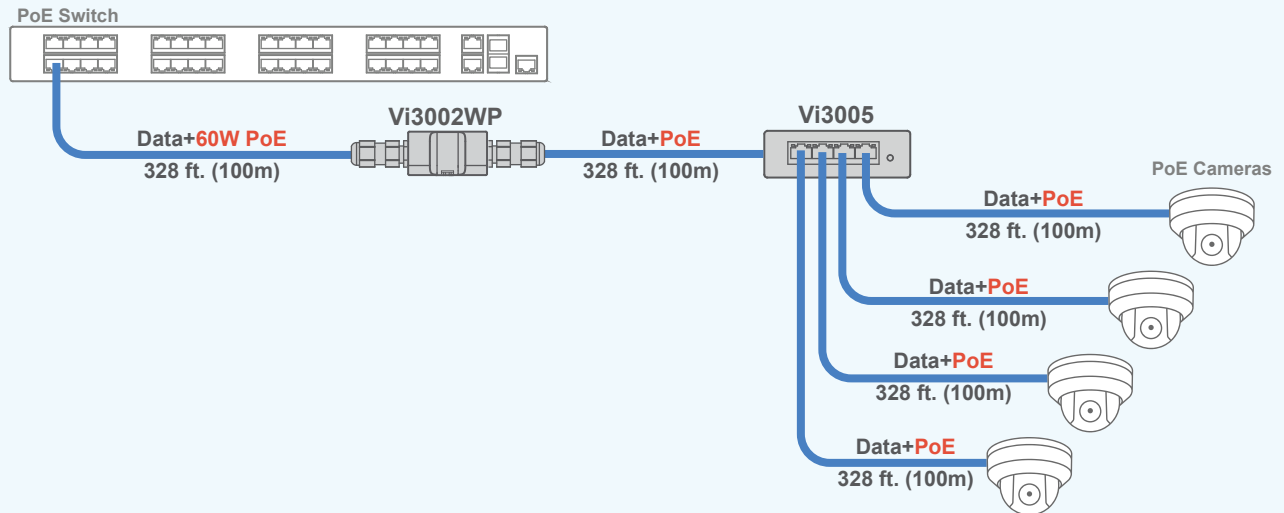 PoE Switch
Vi3002WP
Vi3005
Data+60W PoE
328 ft. (100m)
Data+PoE
328 ft. (100m)
PoE Cameras
Data+PoE
328 ft. (100m)
Data+PoE
328 ft. (100m)
Data+PoE
328 ft. (100m)
Data+PoE
328 ft. (100m)